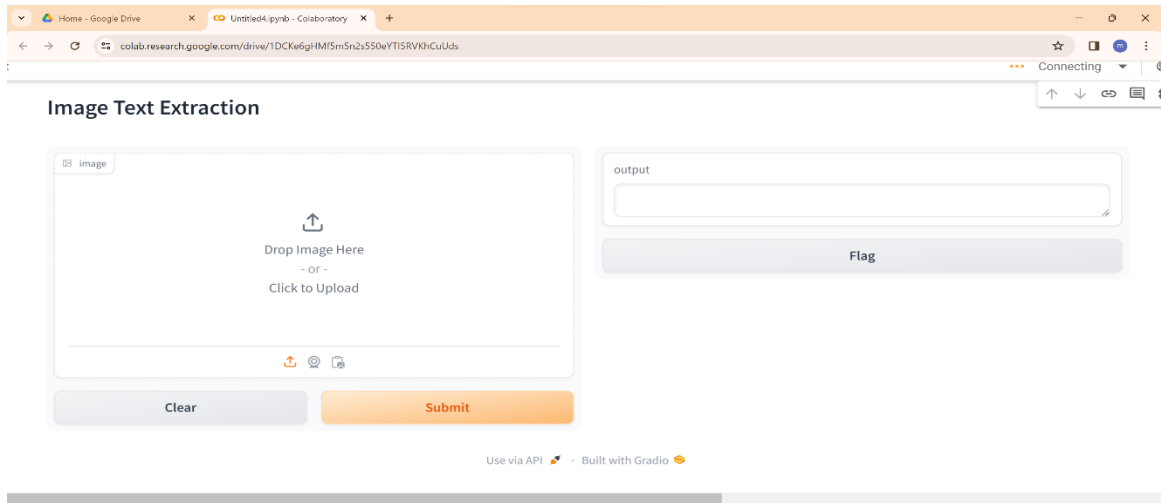 Home - Google Drive
Untitled4.ipynb - Colaboratory
colab.research.google.com/drive/1DCKe6gHMf5m5n2s550eYTI5RVKhCuUds
m
Connecting
Image Text Extraction
image
Drop Image Here
- or -
Click to Upload
Clear
Submit
output
Flag
Use via API · Built with Gradio